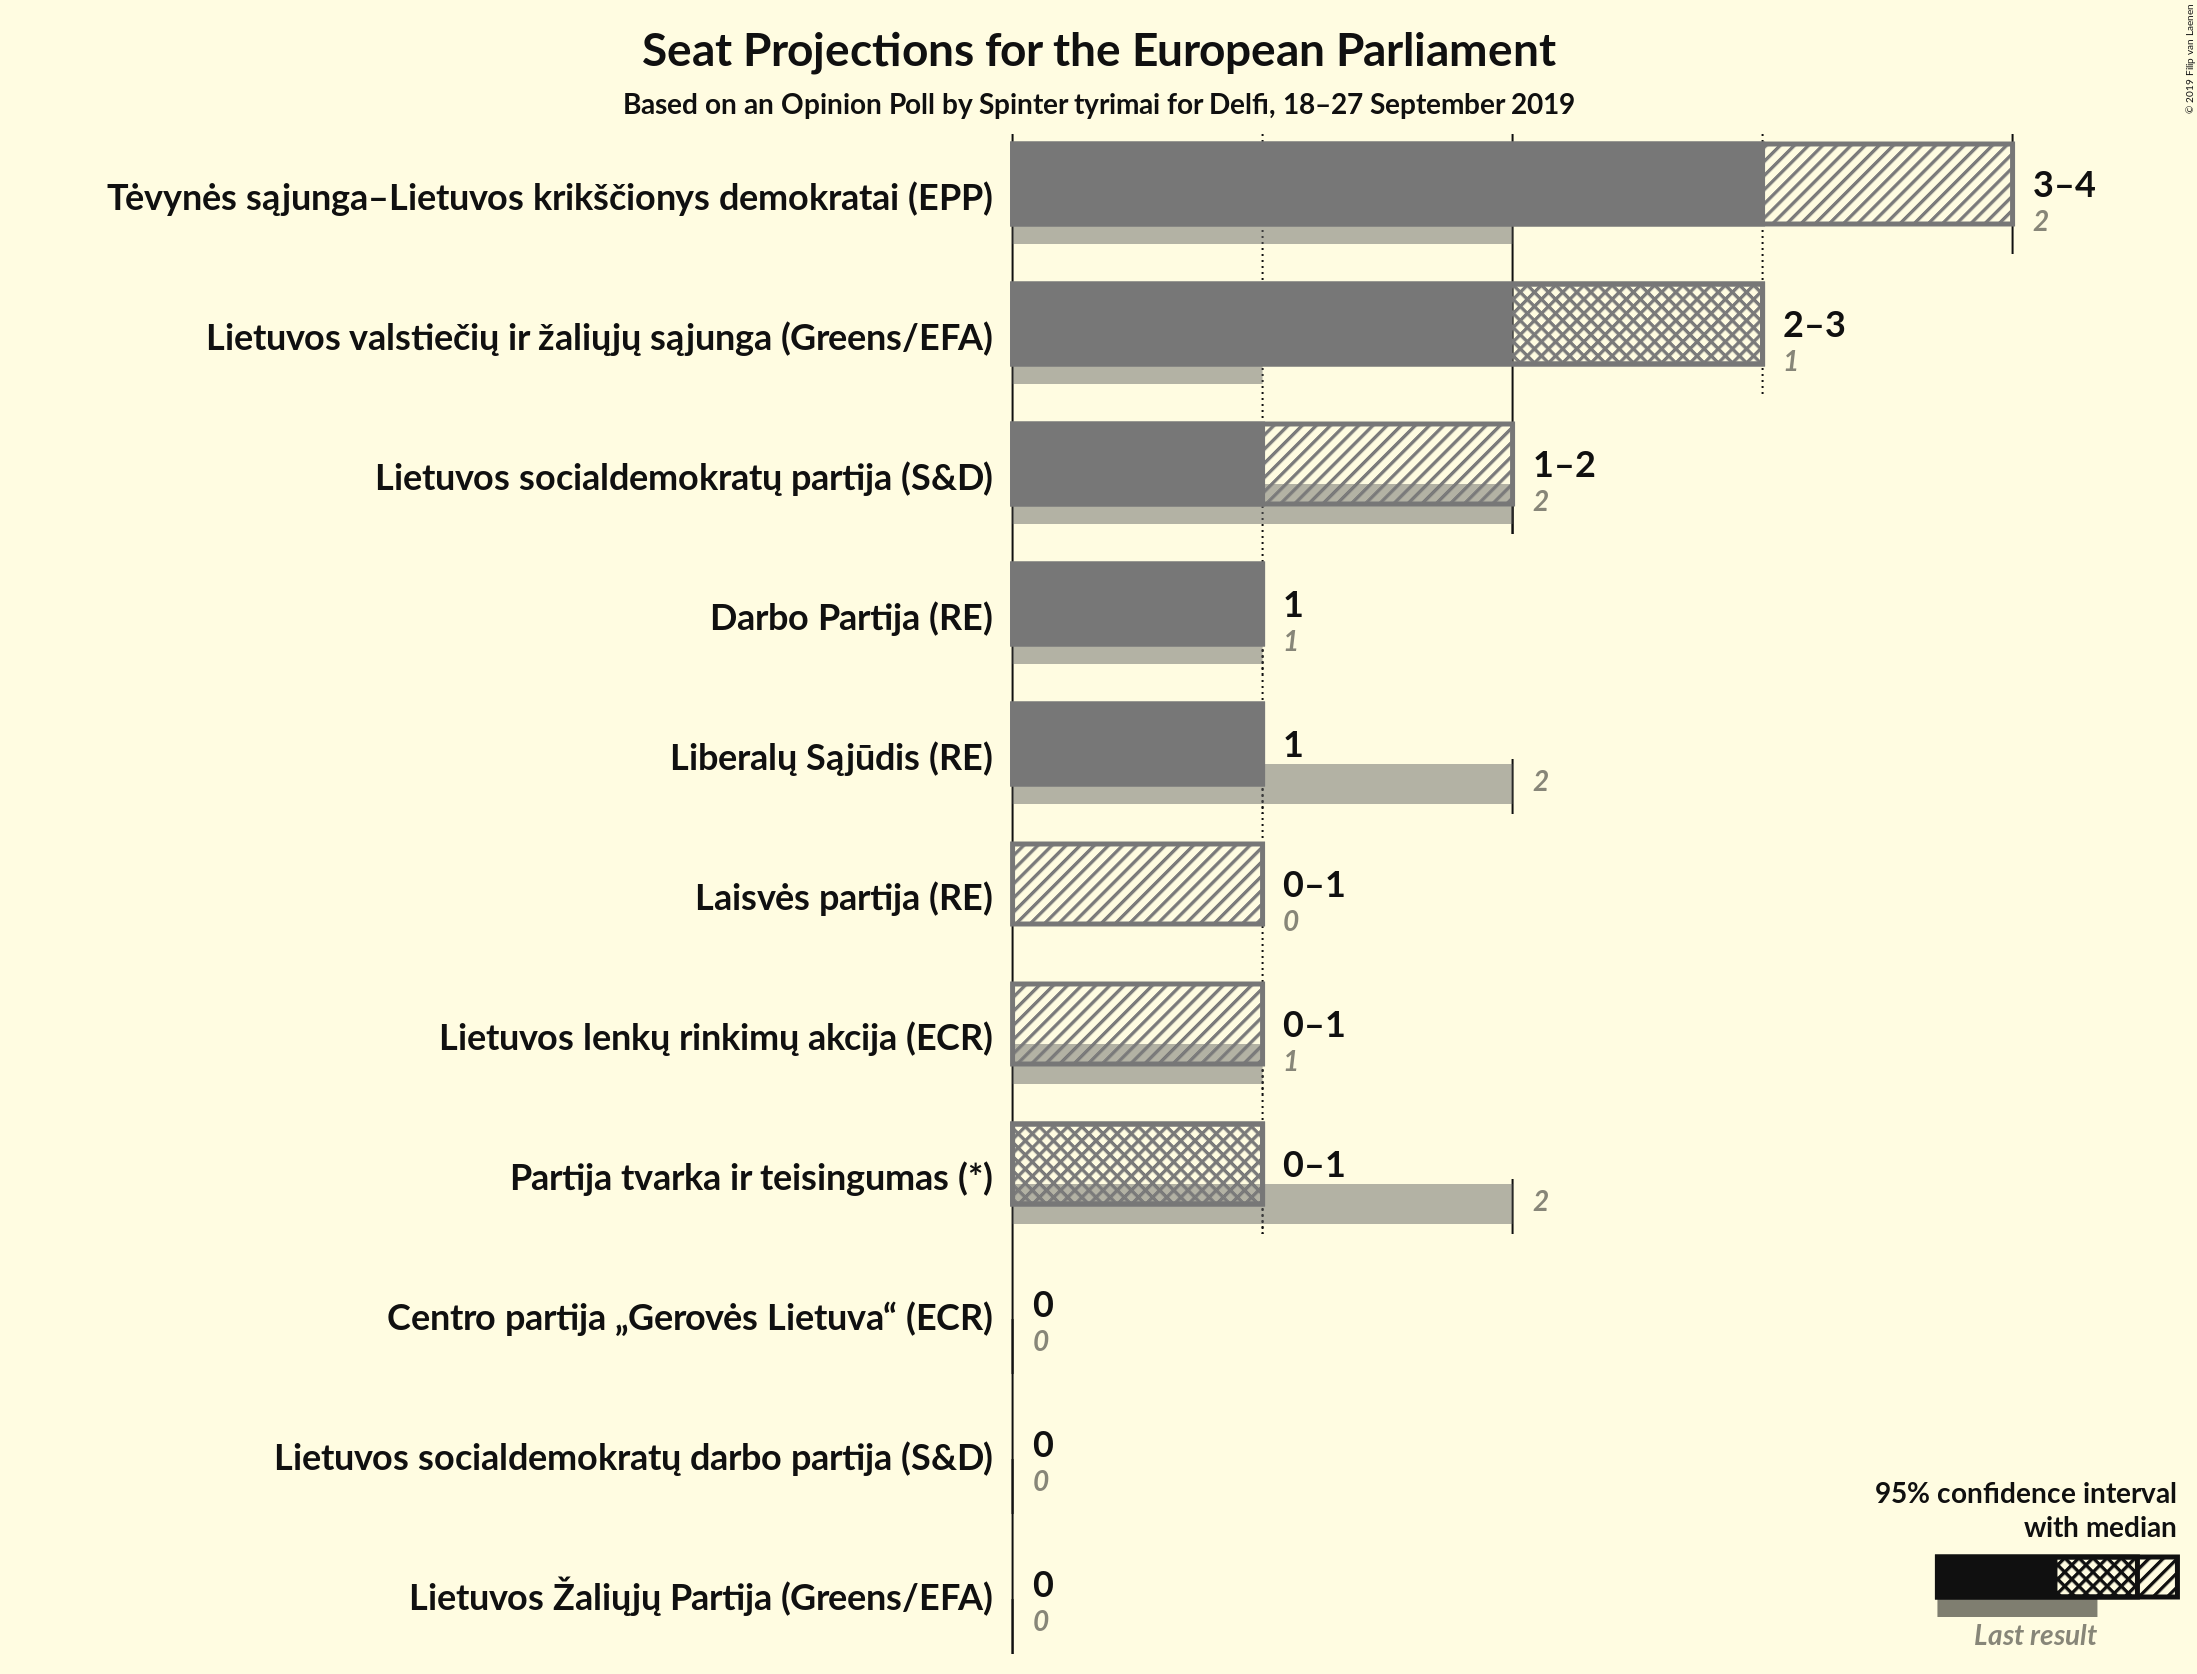 Seat Projections for the European Parliament
Based on an Opinion Poll by Spinter tyrimai for Delfi, 18–27 September 2019
© 2019 Filip van Laenen
Tėvynės sąjunga–Lietuvos krikščionys demokratai (EPP)
3–4
2
Lietuvos valstiečių ir žaliųjų sąjunga (Greens/EFA)
2–3
1
Lietuvos socialdemokratų partija (S&D)
1–2
2
Darbo Partija (RE)
1
1
Liberalų Sąjūdis (RE)
1
2
Laisvės partija (RE)
0–1
0
Lietuvos lenkų rinkimų akcija (ECR)
0–1
1
Partija tvarka ir teisingumas (*)
0–1
2
Centro partija „Gerovės Lietuva“ (ECR)
0
0
Lietuvos socialdemokratų darbo partija (S&D)
0
0
Lietuvos Žaliųjų Partija (Greens/EFA)
0
0
95% confidence interval
with median
Last result